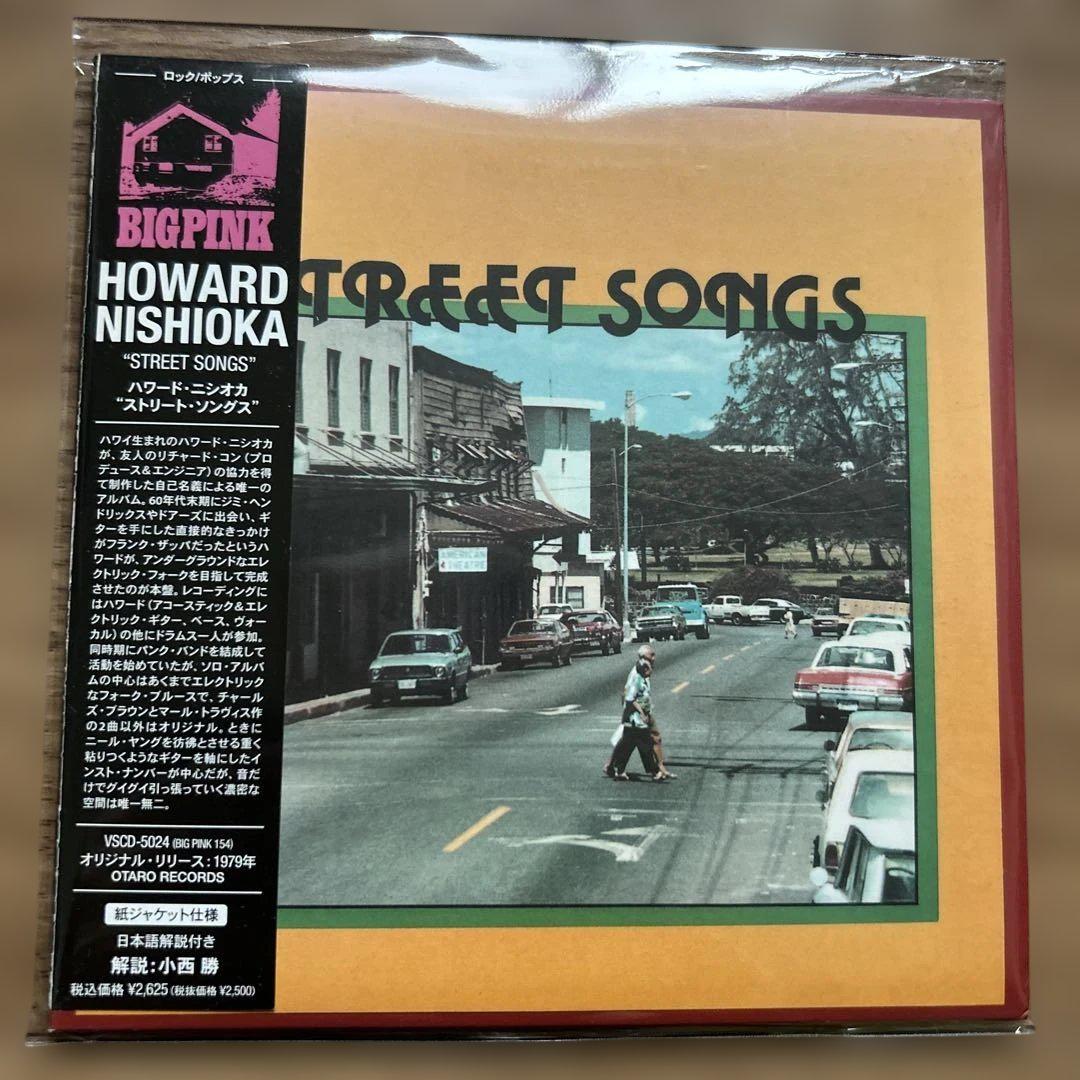 ロック/ポップス
BIG PINK
HOWARD
NISHIOKA
"STREET SONGS"
ハワード・ニシオカ
"ストリート・ソングス"
ハワイ生まれのハワード・ニシオカ
が、友人のリチャード・コン(プロ
デュース&エンジニア)の協力を得
て制作した自己名義による唯一の
アルバム。60年代末期にジミ・ヘン
ドリックスやドアーズに出会い、ギ
ターを手にした直接的なきっかけ
がフランク・ザッパだったというハ
ワードが、アンダーグラウンドなエレ
クトリック・フォークを目指して完成
させたのが本盤。レコーディングに
はハワード(アコースティック&エレ
クトリック・ギター、ベース、ヴォー
カル)の他にドラムス一人が参加。
同時期にパンク・バンドを結成して
活動を始めていたが、ソロ・アルバ
ムの中心はあくまでエレクトリック
なフォーク・ブルースで、チャール
ズ・ブラウンとマール・トラヴィス作
の2曲以外はオリジナル。ときに
ニール・ヤングを彷彿とさせる重く
粘りつくようなギターを軸にしたイ
ンスト・ナンバーが中心だが、音だ
けでグイグイ引っ張っていく濃密な
空間は唯一無二。
VSCD-5024 (BIG PINK 154)
オリジナル・リリース:1979年
OTARO RECORDS
紙ジャケット仕様
日本語解説付き
解説:小西 勝
税込価格 ¥2,625(税抜価格 ¥2,500)
TREET SONGS
AMERICAN
THEATRE